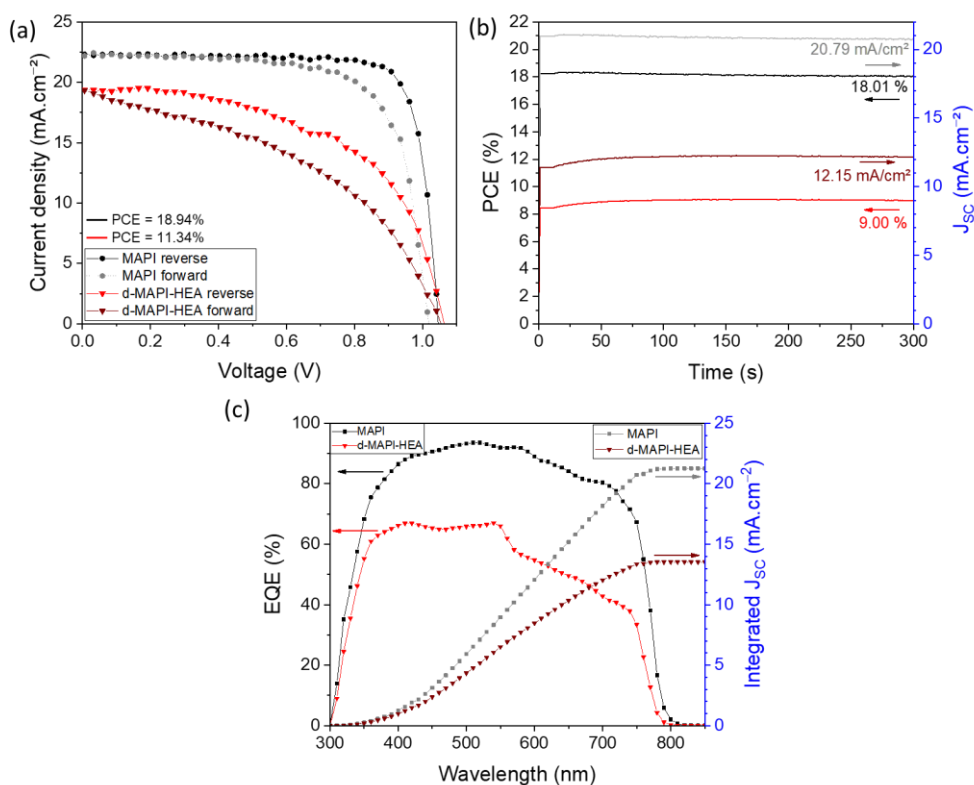 (a)
25
20
15
10
5
0
Current density (mA.cm⁻²)
PCE = 18.94%
PCE = 11.34%
MAPI reverse
MAPI forward
d-MAPI-HEA reverse
d-MAPI-HEA forward
0.0 0.2 0.4 0.6 0.8 1.0
Voltage (V)
(b)
22
20
18
16
14
12
10
8
6
4
2
0
PCE (%)
20.79 mA/cm²
18.01 %
12.15 mA/cm²
9.00 %
20
15
10
5
0
J_SC (mA.cm⁻²)
0 50 100 150 200 250 300
Time (s)
(c)
100
80
60
40
20
0
EQE (%)
MAPI
d-MAPI-HEA
MAPI
d-MAPI-HEA
25
20
15
10
5
0
Integrated J_SC (mA.cm⁻²)
300 400 500 600 700 800
Wavelength (nm)